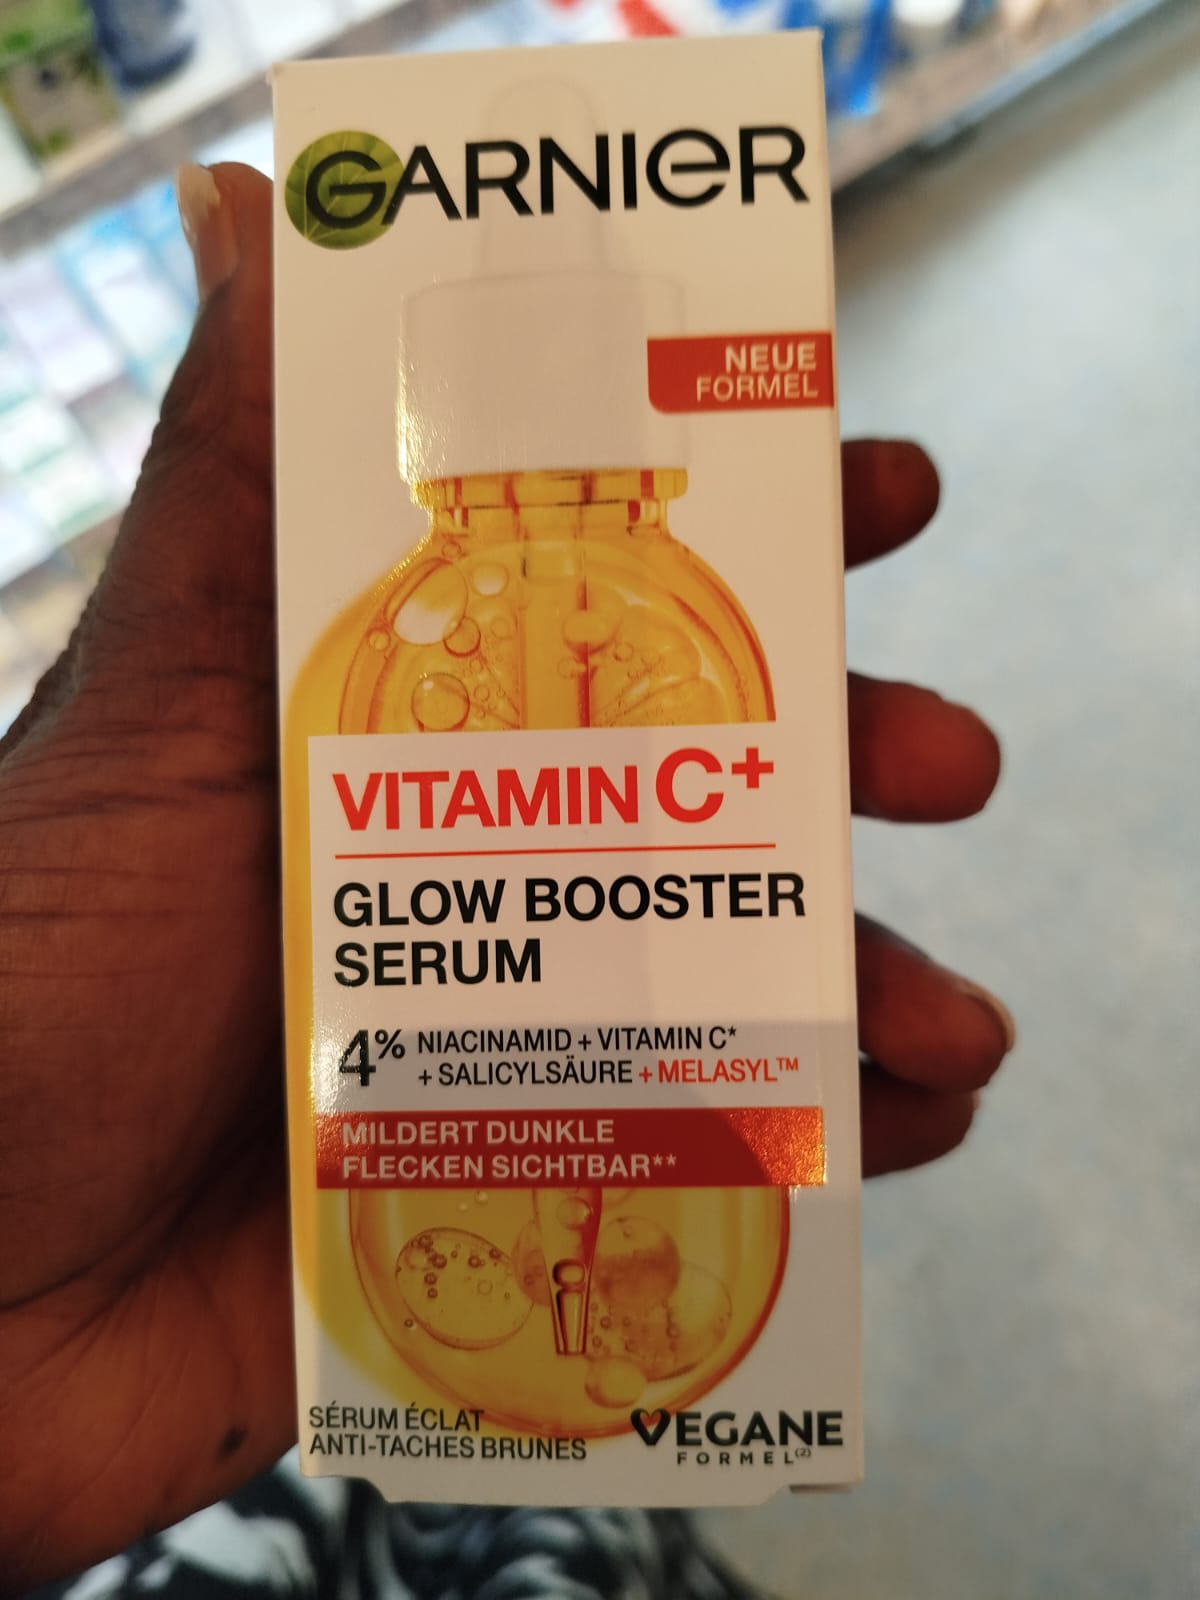 GARNIER
NEUE
FORMEL
VITAMIN C+
GLOW BOOSTER
SERUM
4% NIACINAMID + VITAMIN C*
+ SALICYLSÄURE + MELASYL™
MILDERT DUNKLE
FLECKEN SICHTBAR**
SÉRUM ÉCLAT
ANTI-TACHES BRUNES
VEGANE
FORMEL(2)